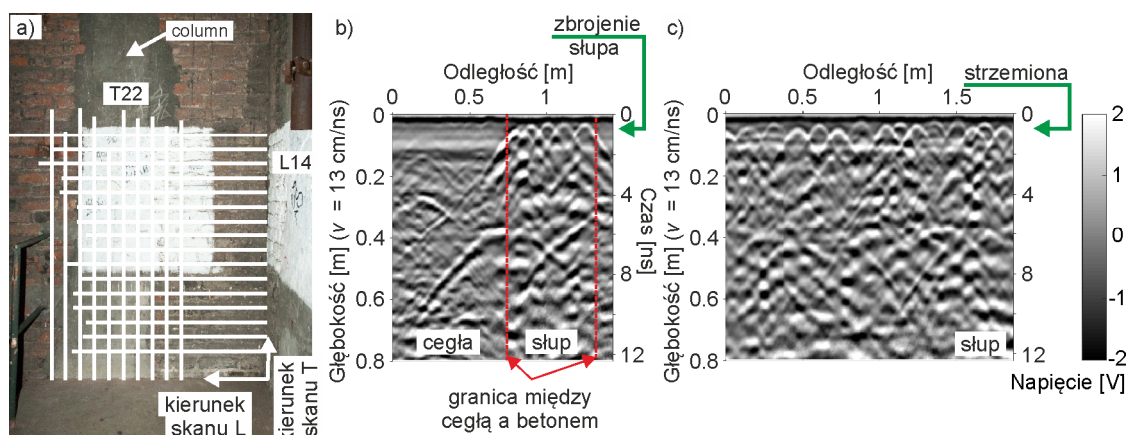 a)
column
T22
L14
kierunek
skanu L
kierunek
skanu T
b)
zbrojenie
słupa
Odległość [m]
0 0.5 1
0
0.2
0.4
0.6
0.8
Głębokość [m] (v = 13 cm/ns)
0
4
8
12
Czas [ns]
cegła
słup
granica między
cegłą a betonem
c)
Odległość [m]
strzemiona
0 0.5 1 1.5
0
0.2
0.4
0.6
0.8
Głębokość [m] (v = 13 cm/ns)
0
4
8
12
słup
2
1
0
-1
-2
Napięcie [V]